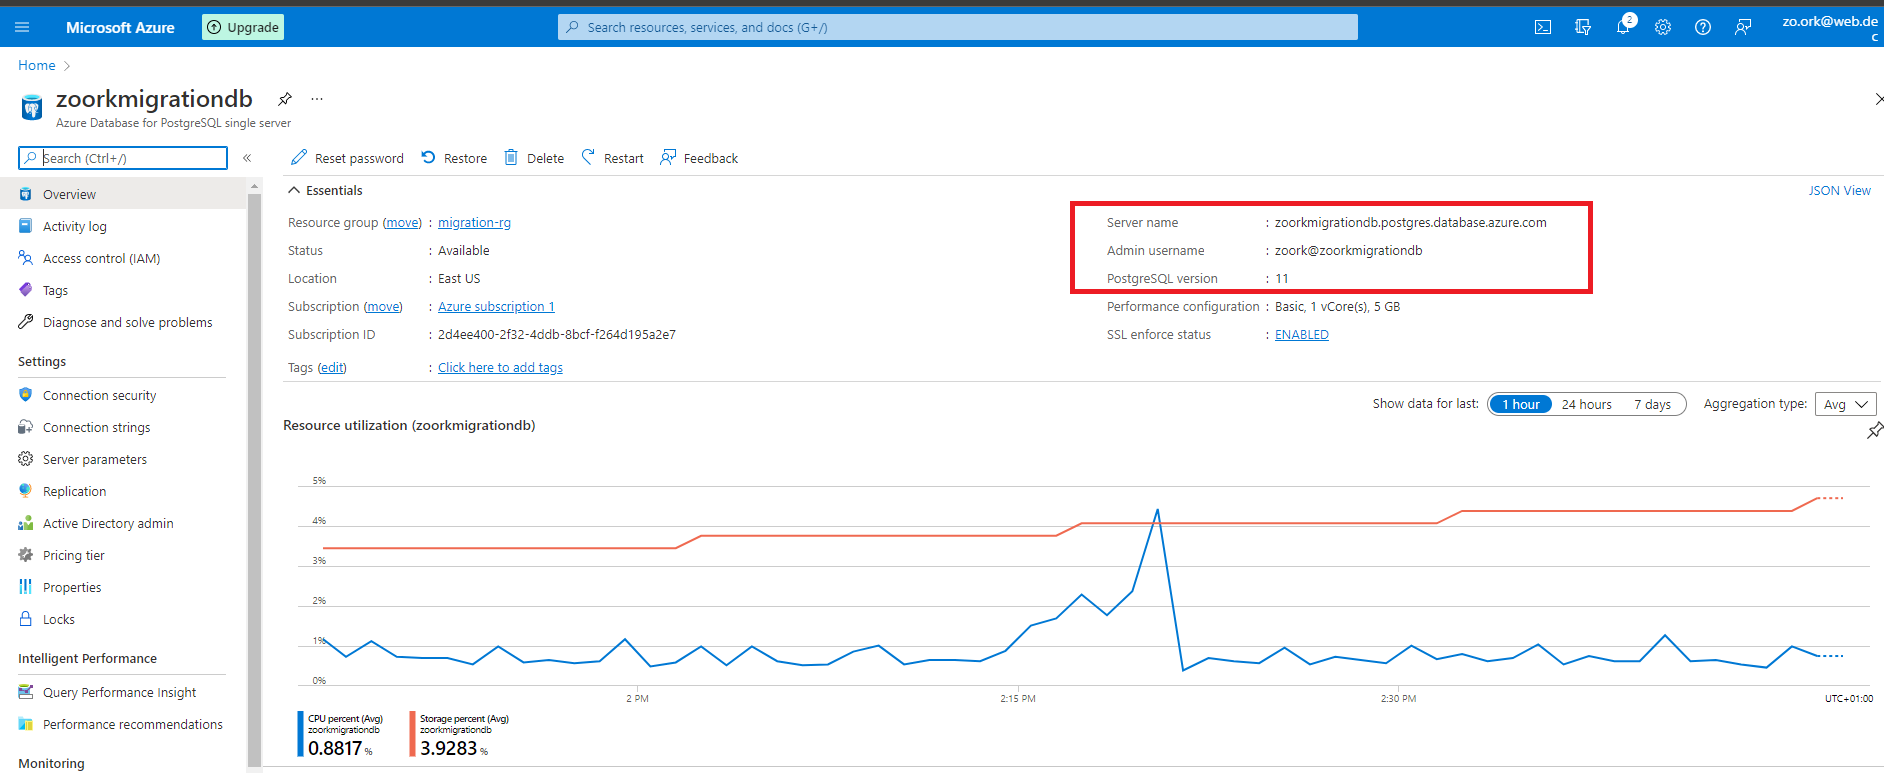 Microsoft Azure
Upgrade
Search resources, services, and docs (G+/)
2
zo.ork@web.de
C
Home
zoorkmigrationdb
...
Azure Database for PostgreSQL single server
Search (Ctrl+/)
«
Overview
Activity log
Access control (IAM)
Tags
Diagnose and solve problems
Settings
Connection security
Connection strings
Server parameters
Replication
Active Directory admin
Pricing tier
Properties
Locks
Intelligent Performance
Query Performance Insight
Performance recommendations
Monitoring
Reset password Restore Delete Restart Feedback
Essentials
JSON View
Resource group (move) : migration-rg
Status : Available
Location : East US
Subscription (move) : Azure subscription 1
Subscription ID : 2d4ee400-2f32-4ddb-8bcf-f264d195a2e7
Tags (edit) : Click here to add tags
Server name : zoorkmigrationdb.postgres.database.azure.com
Admin username : zoork@zoorkmigrationdb
PostgreSQL version : 11
Performance configuration : Basic, 1 vCore(s), 5 GB
SSL enforce status : ENABLED
Show data for last: 1 hour 24 hours 7 days Aggregation type: Avg
Resource utilization (zoorkmigrationdb)
5%
4%
3%
2%
1%
0%
2 PM 2:15 PM 2:30 PM UTC+01:00
CPU percent (Avg)
zoorkmigrationdb
0.8817 %
Storage percent (Avg)
zoorkmigrationdb
3.9283 %